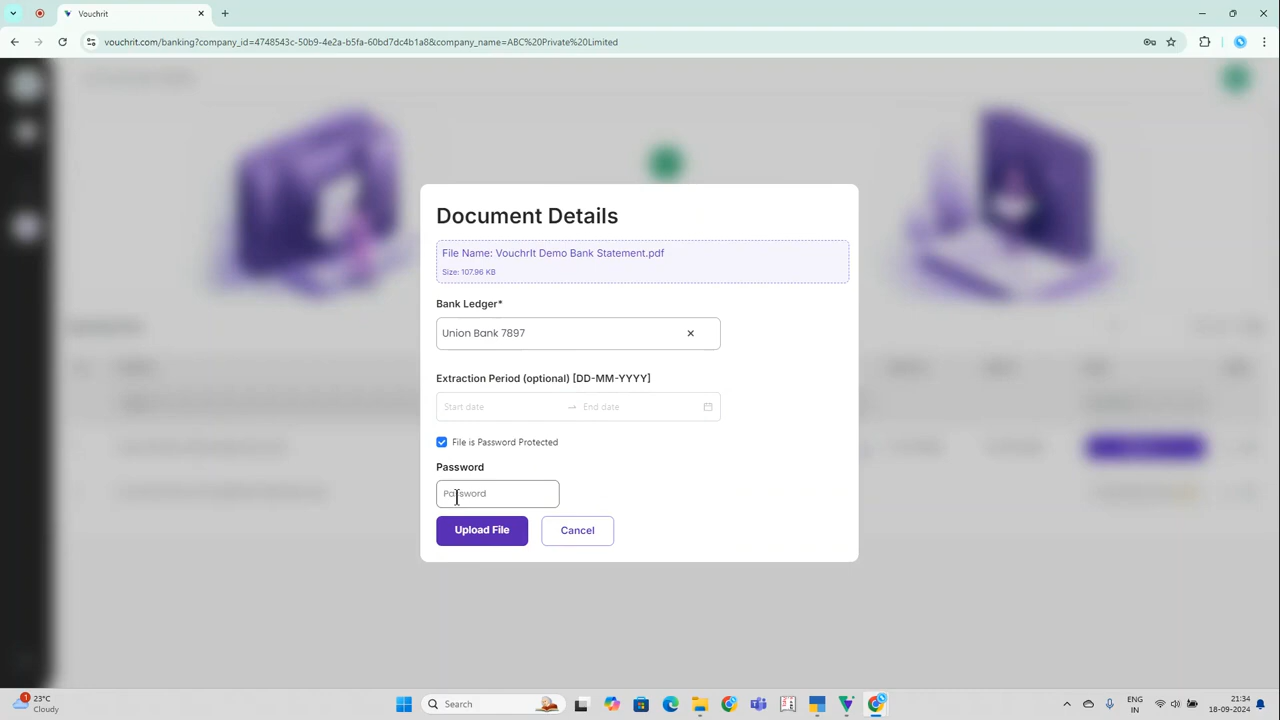 Vouchrit
vouchrit.com/banking?company_id=4748543c-50b9-4e2a-b5fa-60bd7dc4b1a8&company_name=ABC%20Private%20Limited
Document Details
File Name: VouchrIt Demo Bank Statement.pdf
Size: 107.96 KB
Bank Ledger*
Union Bank 7897
Extraction Period (optional) [DD-MM-YYYY]
Start date
End date
File is Password Protected
Password
Password
Upload File
Cancel
1
23°C
Cloudy
Search
ENG
IN
21:34
18-09-2024